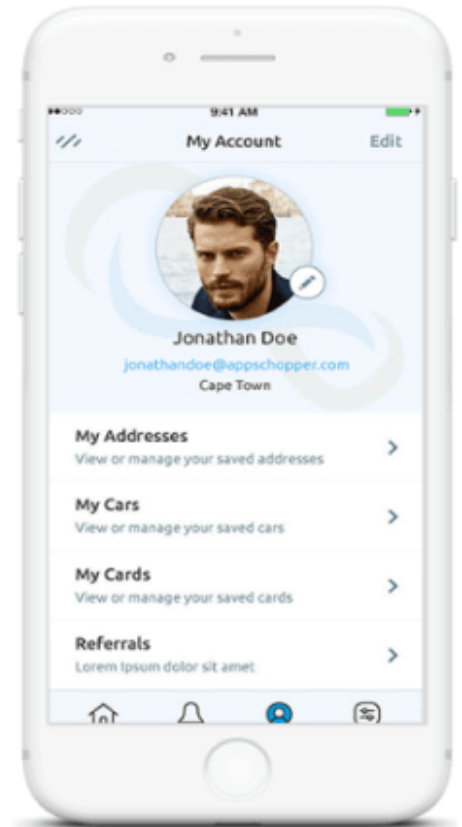 9:41 AM
My Account
Edit
Jonathan Doe
jonathandoe@appschopper.com
Cape Town
My Addresses
View or manage your saved addresses
My Cars
View or manage your saved cars
My Cards
View or manage your saved cards
Referrals
Lorem Ipsum dolor sit amet